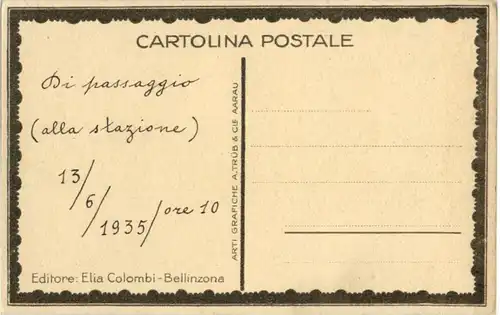 CARTOLINA POSTALE
Di passaggio
(alla stazione)
13/6/1935/ore 10
Editore: Elia Colombi-Bellinzona
ARTI GRAFICHE A. TRÜB & CIE AARAU